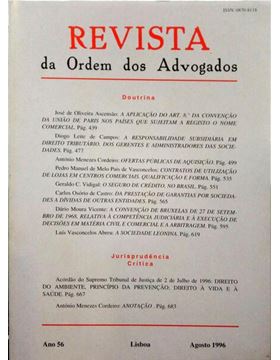 ISSN 0870-8118
REVISTA
da Ordem dos Advogados
Doutrina
José de Oliveira Ascensão: A APLICAÇÃO DO ART. 8.º DA CONVENÇÃO
DA UNIÃO DE PARIS NOS PAÍSES QUE SUJEITAM A REGISTO O NOME
COMERCIAL. Pág. 439
Diogo Leite de Campos: A RESPONSABILIDADE SUBSIDIÁRIA EM
DIREITO TRIBUTÁRIO, DOS GERENTES E ADMINISTRADORES DAS SOCIE-
DADES. Pág. 477
António Menezes Cordeiro: OFERTAS PÚBLICAS DE AQUISIÇÃO. Pág. 499
Pedro Manuel de Melo Pais de Vasconcelos: CONTRATOS DE UTILIZAÇÃO
DE LOJAS EM CENTROS COMERCIAIS. QUALIFICAÇÃO E FORMA. Pág. 535
Geraldo C. Vidigal: O SEGURO DE CRÉDITO, NO BRASIL. Pág. 551
Carlos Osório de Castro: DA PRESTAÇÃO DE GARANTIAS POR SOCIEDA-
DES A DÍVIDAS DE OUTRAS ENTIDADES. Pág. 565
Dário Moura Vicente: A CONVENÇÃO DE BRUXELAS DE 27 DE SETEM-
BRO DE 1968, RELATIVA À COMPETÊNCIA JUDICIÁRIA E À EXECUÇÃO DE
DECISÕES EM MATÉRIA CIVIL E COMERCIAL E A ARBITRAGEM. Pág. 595
Luís Vasconcelos Abreu: A SOCIEDADE LEONINA. Pág. 619
Jurisprudência
Crítica
Acórdão do Supremo Tribunal de Justiça de 2 de Julho de 1996: DIREITO
DO AMBIENTE, PRINCÍPIO DA PREVENÇÃO, DIREITO À VIDA E À
SAÚDE. Pág. 667
António Menezes Cordeiro: ANOTAÇÃO. Pág. 683
Ano 56 Lisboa Agosto 1996